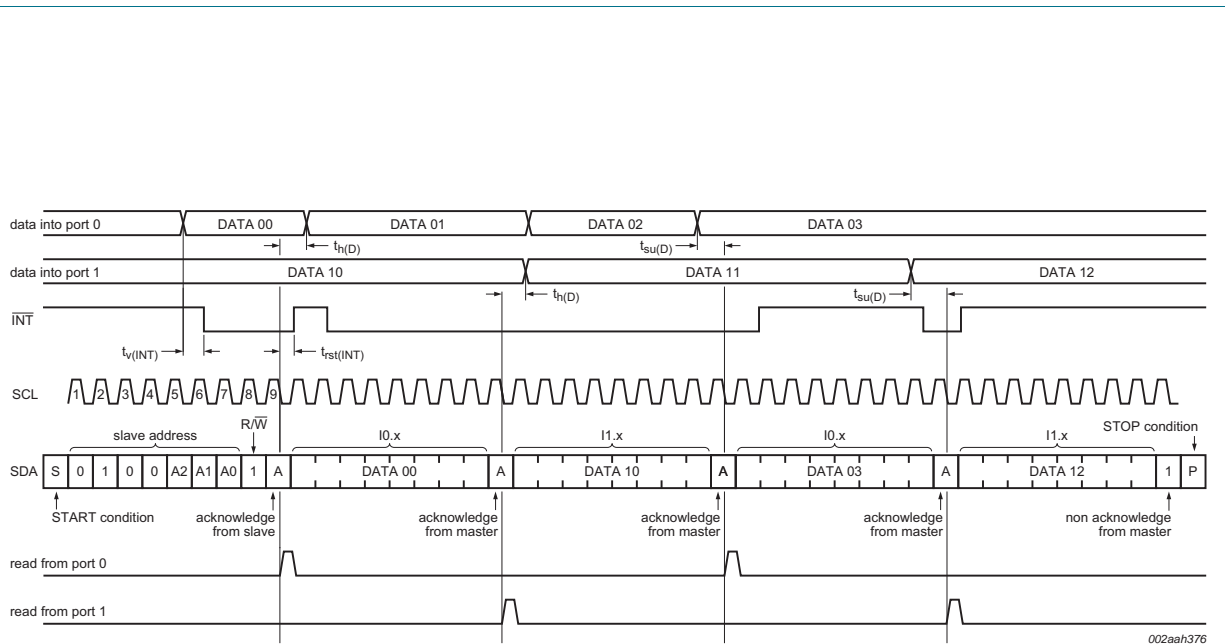 data into port 0 DATA 00 DATA 01 DATA 02 DATA 03
th(D) tsu(D)
data into port 1 DATA 10 DATA 11 DATA 12
th(D) tsu(D)
INT
tv(INT) trst(INT)
SCL 1 2 3 4 5 6 7 8 9
R/W STOP condition
slave address I0.x I1.x I0.x I1.x
SDA S 0 1 0 0 A2 A1 A0 1 A DATA 00 A DATA 10 A DATA 03 A DATA 12 1 P
START condition acknowledge acknowledge acknowledge acknowledge non acknowledge
from slave from master from master from master from master
read from port 0
read from port 1
002aah376